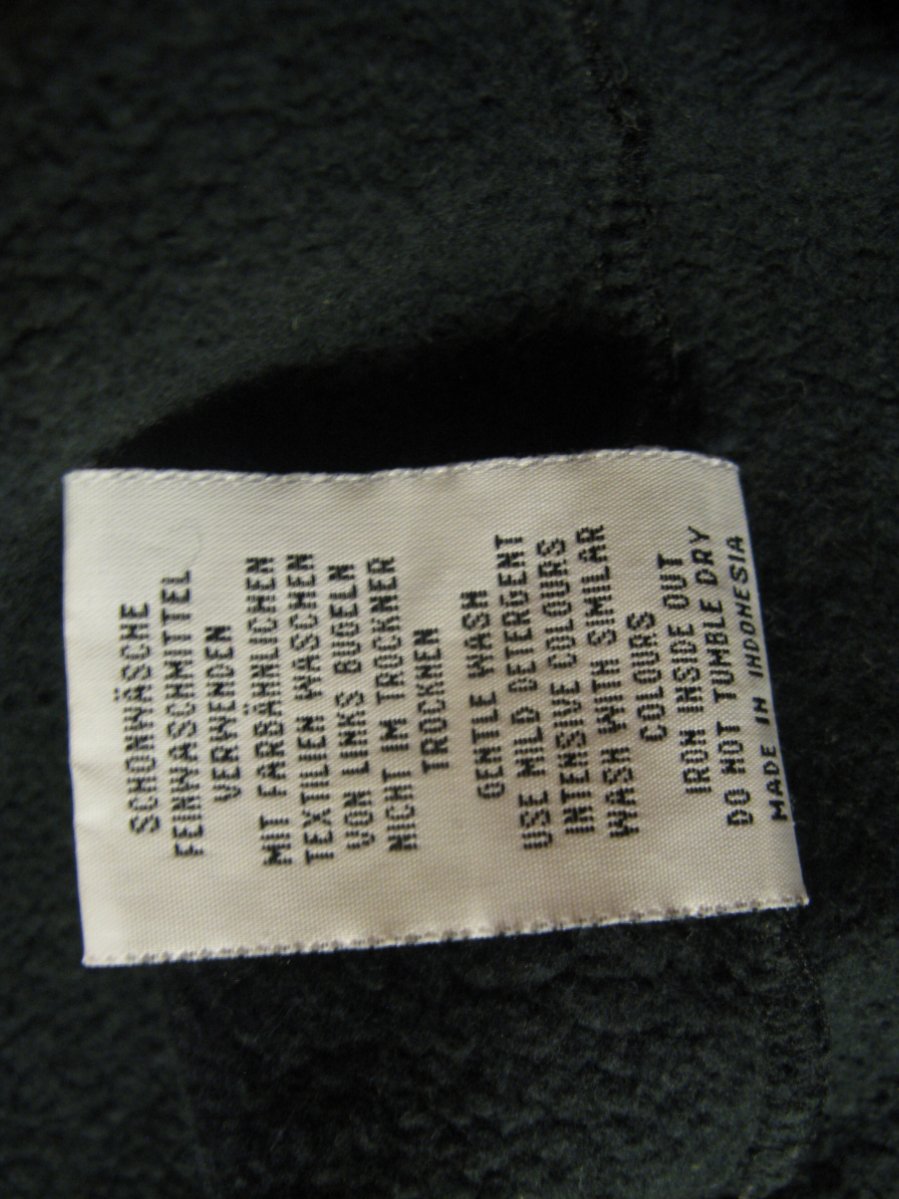 SCHONWÄSCHE
FEINWASCHMITTEL
VERWENDEN
MIT FARBÄHNLICHEN
TEXTILIEN WASCHEN
VON LINKS BÜGELN
NICHT IM TROCKNER
TROCKNEN
GENTLE WASH
USE MILD DETERGENT
INTENSIVE COLOURS
WASH WITH SIMILAR
COLOURS
IRON INSIDE OUT
DO NOT TUMBLE DRY
MADE IN INDONESIA